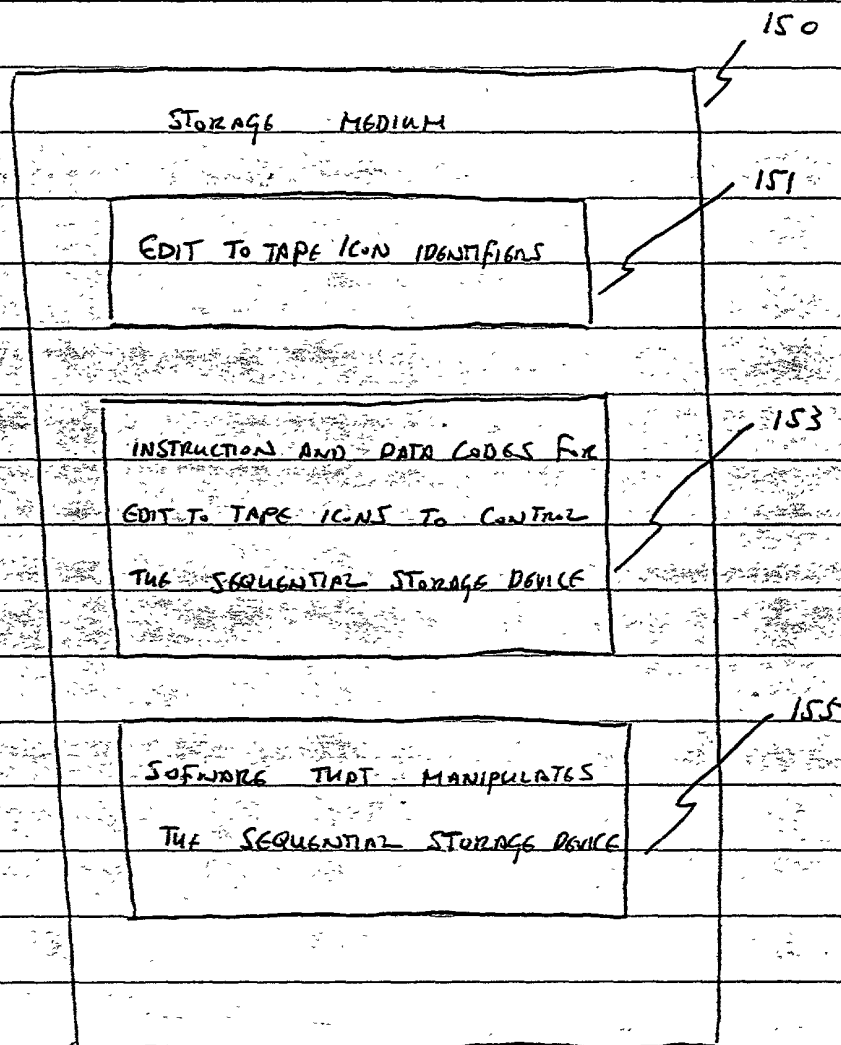 150
STORAGE MEDIUM
151
EDIT TO TAPE ICON IDENTIFIERS
153
INSTRUCTION AND DATA CODES FOR
EDIT TO TAPE ICONS TO CONTROL
THE SEQUENTIAL STORAGE DEVICE
155
SOFTWARE THAT MANIPULATES
THE SEQUENTIAL STORAGE DEVICE